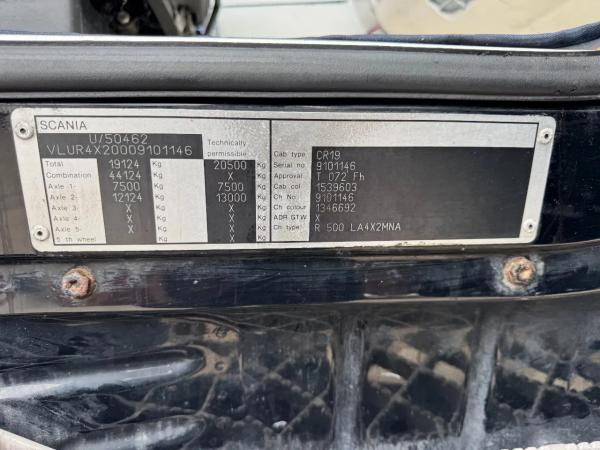 SCANIA
U/50462
VLUR4X20009101146
Technically permissible
Total 19124 Kg 20500 Kg
Combination 44124 Kg X Kg
Axle 1- 7500 Kg 7500 Kg
Axle 2- 12124 Kg 13000 Kg
Axle 3- X Kg X Kg
Axle 4- X Kg X Kg
Axle 5- X Kg X Kg
5 th wheel X Kg X Kg
Cab type CR19
Serial no 9101146
Approval T 072 Fh
Cab col 1539603
Ch No 9101146
Ch colour 1346692
ADR GTW X
Ch type: R 500 LA4X2MNA